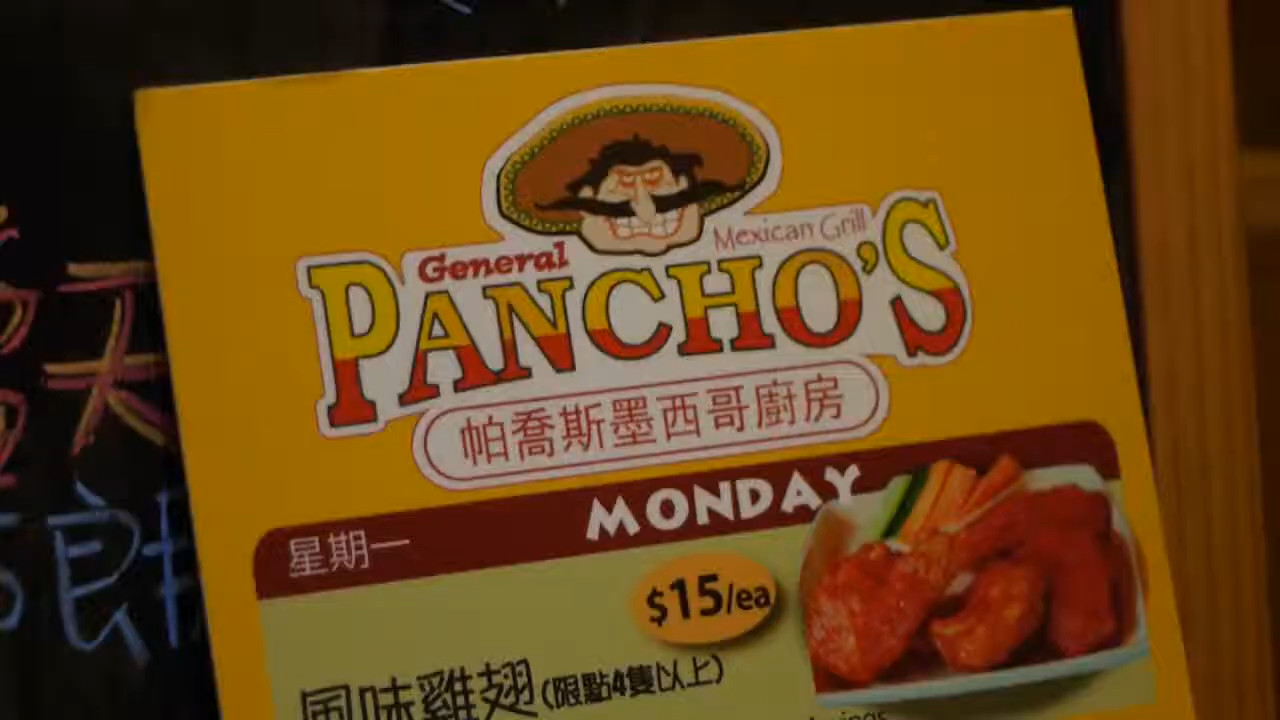 General
Mexican Grill
PANCHO'S
帕喬斯墨西哥廚房
星期一
MONDAY
$15/ea
風味雞翅(限點4隻以上)
天